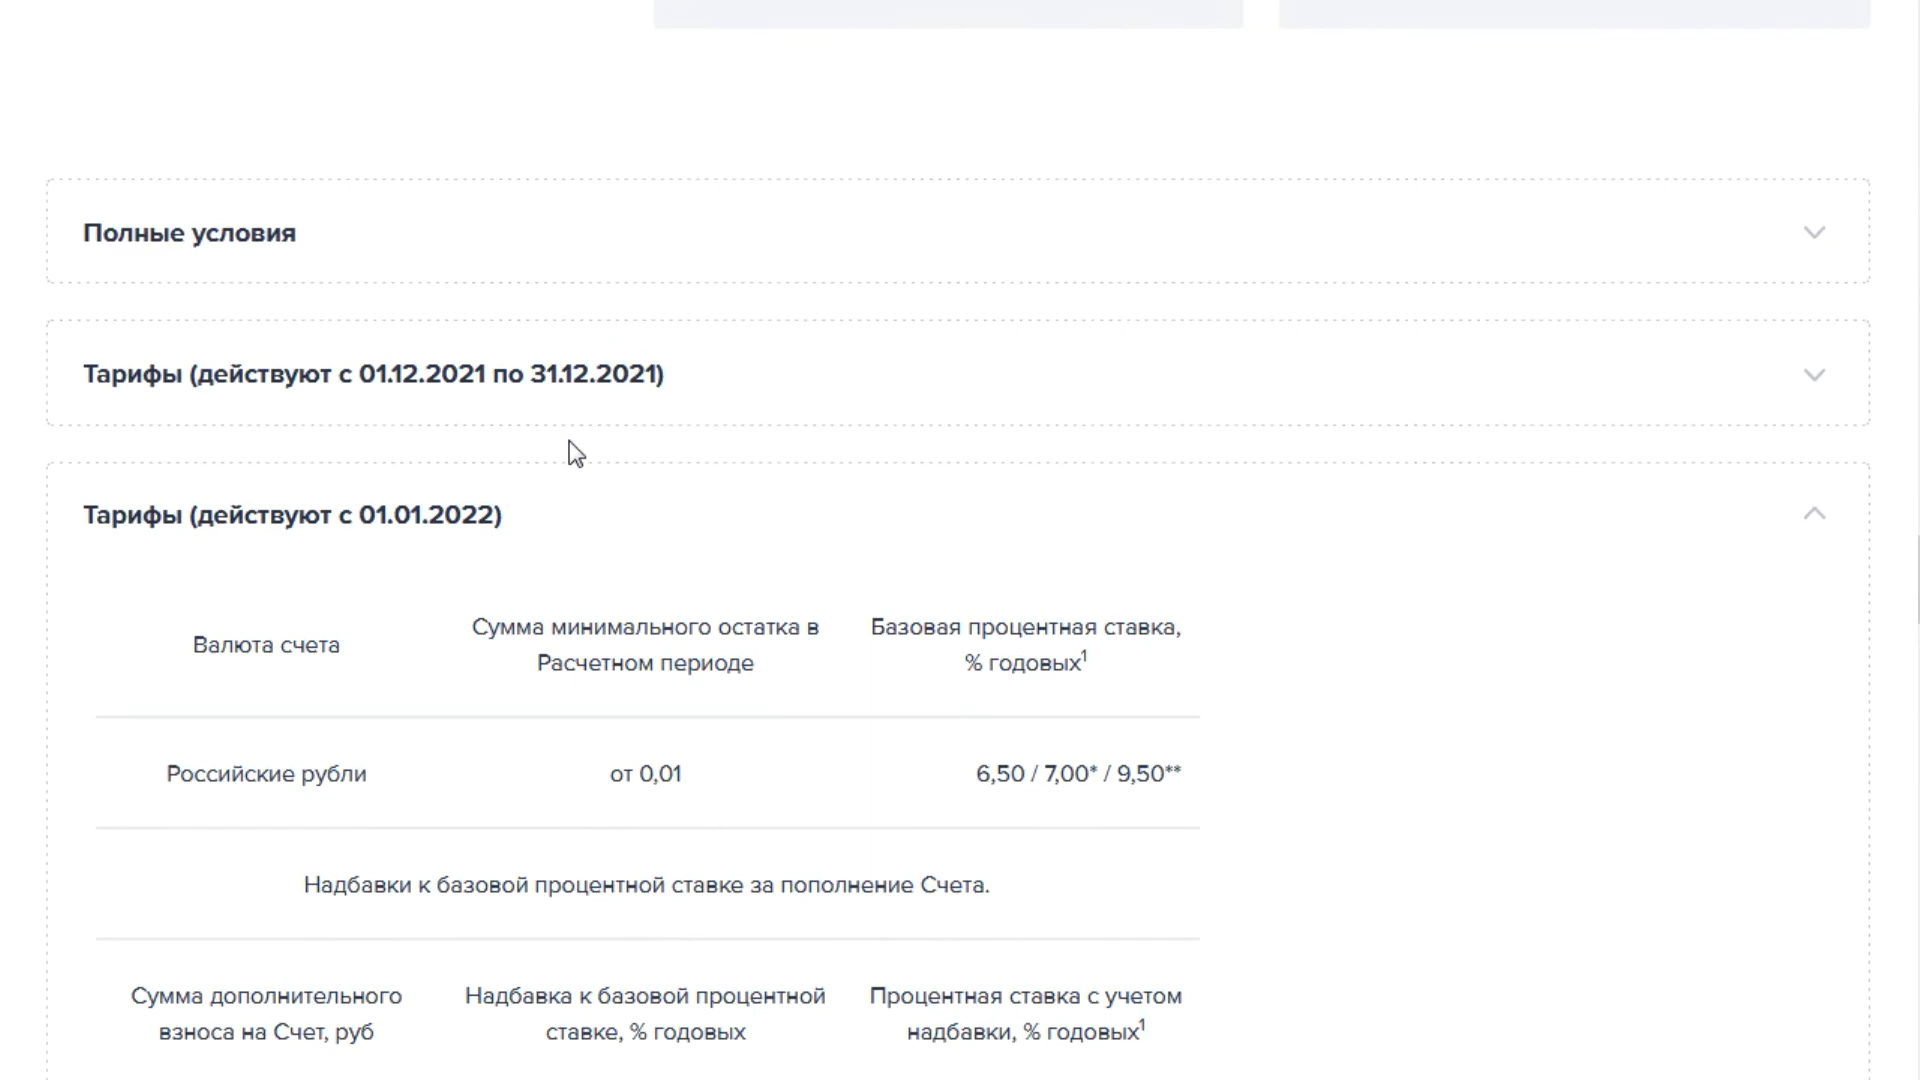 Полные условия
Тарифы (действуют с 01.12.2021 по 31.12.2021)
Тарифы (действуют с 01.01.2022)
Валюта счета
Сумма минимального остатка в
Расчетном периоде
Базовая процентная ставка,
% годовых¹
Российские рубли
от 0,01
6,50 / 7,00* / 9,50**
Надбавки к базовой процентной ставке за пополнение Счета.
Сумма дополнительного
взноса на Счет, руб
Надбавка к базовой процентной
ставке, % годовых
Процентная ставка с учетом
надбавки, % годовых¹